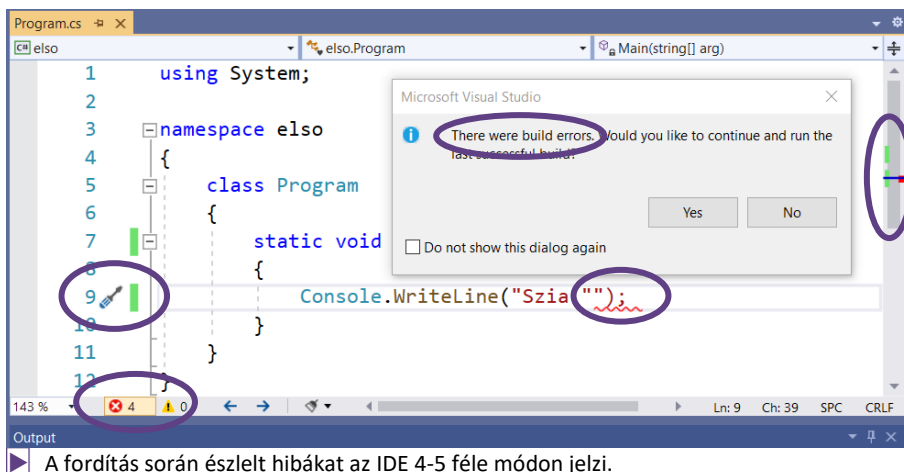 Program.cs
C# elso elso.Program Main(string[] arg)
1 using System;
2
3 namespace elso
4 {
5 class Program
6 {
7 static void
8 {
9 Console.WriteLine("Szia "");
10 }
11 }
12 }
Microsoft Visual Studio
There were build errors. Would you like to continue and run the
last successful build?
Yes No
Do not show this dialog again
143 % 4 0 Ln: 9 Ch: 39 SPC CRLF
Output
A fordítás során észlelt hibákat az IDE 4-5 féle módon jelzi.